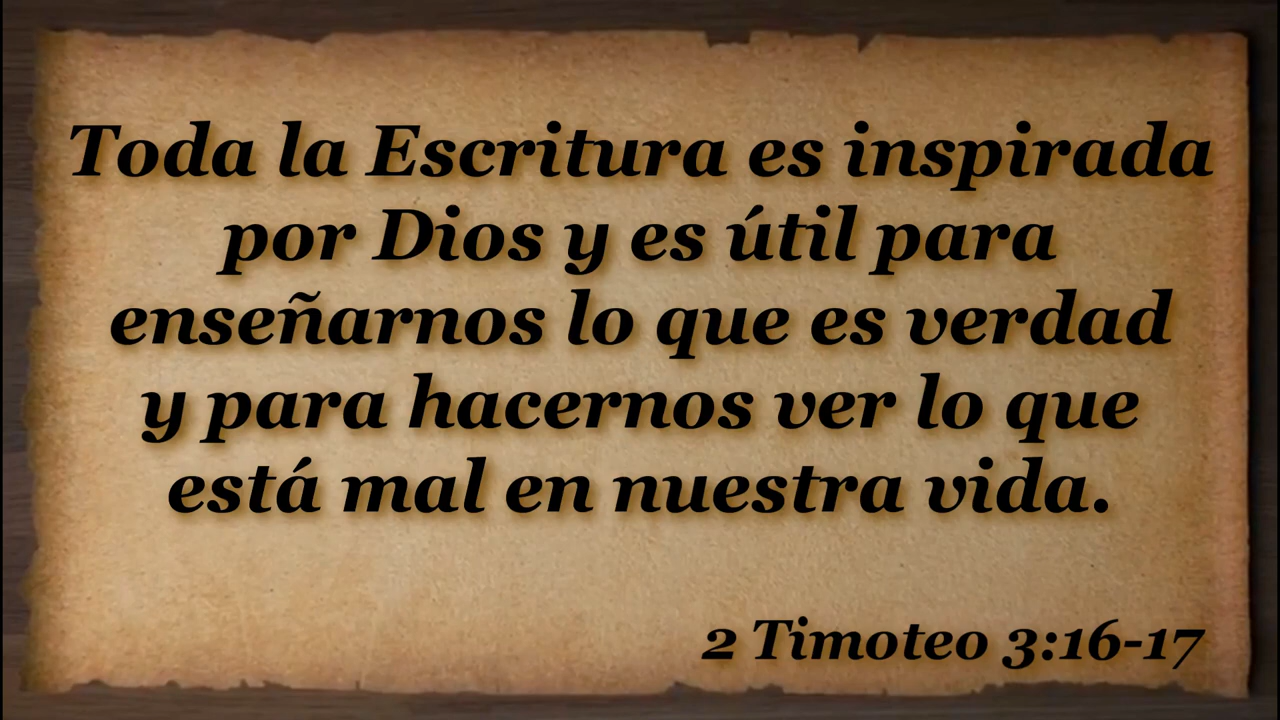 Toda la Escritura es inspirada
por Dios y es útil para
enseñarnos lo que es verdad
y para hacernos ver lo que
está mal en nuestra vida.
2 Timoteo 3:16-17